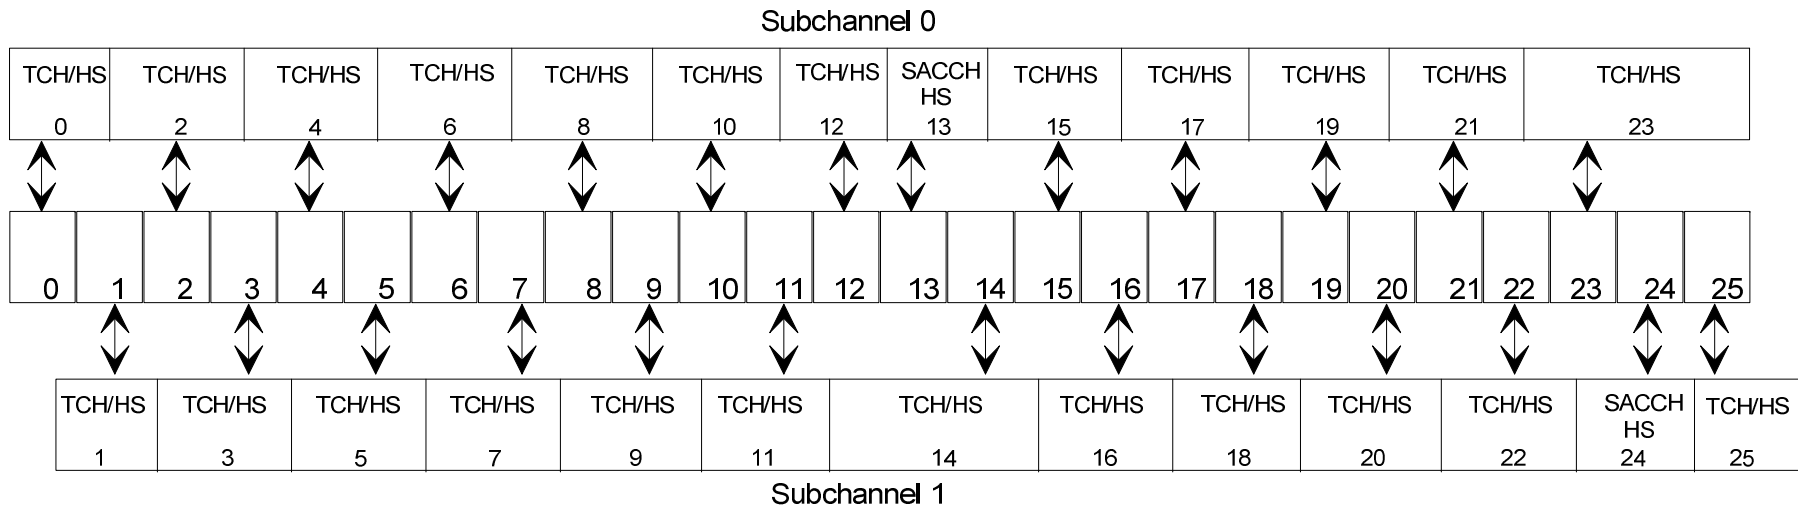 Subchannel 0
TCH/HS TCH/HS TCH/HS TCH/HS TCH/HS TCH/HS TCH/HS SACCH TCH/HS TCH/HS TCH/HS TCH/HS TCH/HS
HS
0 2 4 6 8 10 12 13 15 17 19 21 23
0 1 2 3 4 5 6 7 8 9 10 11 12 13 14 15 16 17 18 19 20 21 22 23 24 25
TCH/HS TCH/HS TCH/HS TCH/HS TCH/HS TCH/HS TCH/HS TCH/HS TCH/HS TCH/HS TCH/HS SACCH TCH/HS
HS
1 3 5 7 9 11 14 16 18 20 22 24 25
Subchannel 1